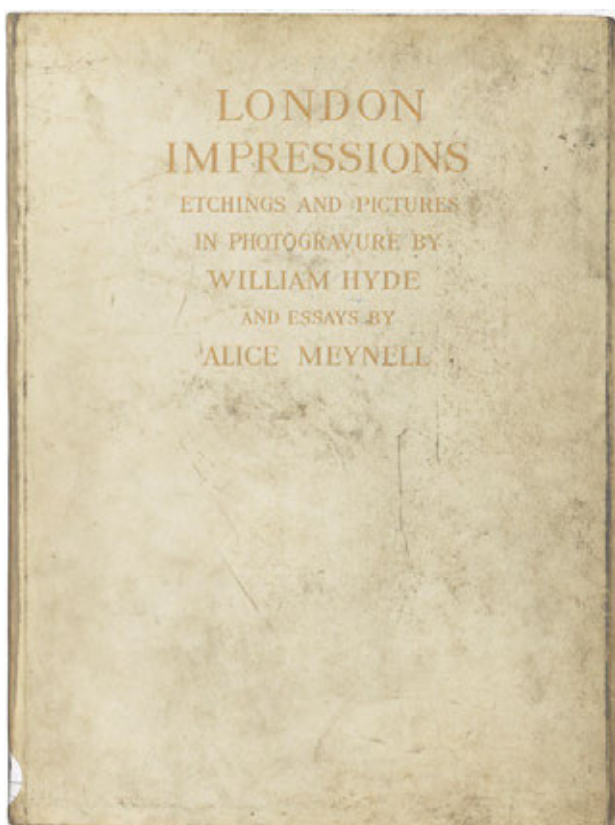 LONDON
IMPRESSIONS
ETCHINGS AND PICTURES
IN PHOTOGRAVURE BY
WILLIAM HYDE
AND ESSAYS BY
ALICE MEYNELL